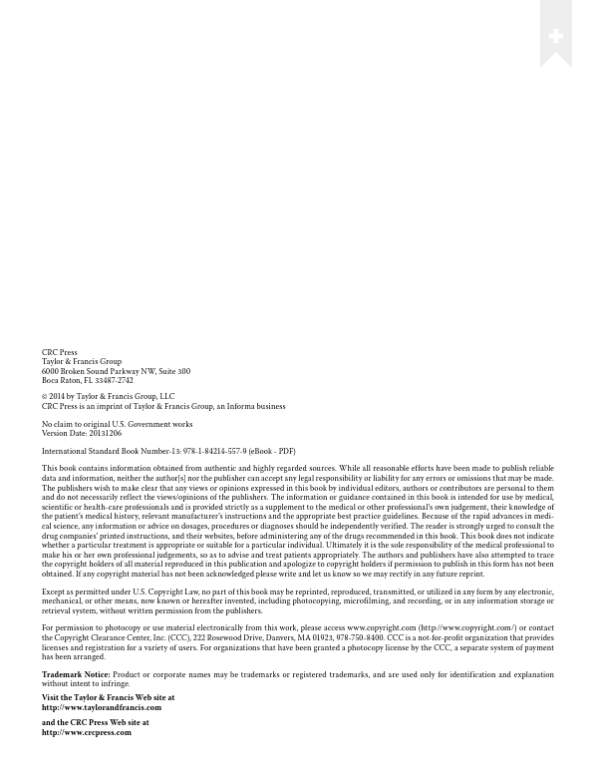 CRC Press
Taylor & Francis Group
6000 Broken Sound Parkway NW, Suite 300
Boca Raton, FL 33487-2742
© 2014 by Taylor & Francis Group, LLC
CRC Press is an imprint of Taylor & Francis Group, an Informa business
No claim to original U.S. Government works
Version Date: 20131206
International Standard Book Number-13: 978-1-84214-557-9 (eBook - PDF)
This book contains information obtained from authentic and highly regarded sources. While all reasonable efforts have been made to publish reliable
data and information, neither the author[s] nor the publisher can accept any legal responsibility or liability for any errors or omissions that may be made.
The publishers wish to make clear that any views or opinions expressed in this book by individual editors, authors or contributors are personal to them
and do not necessarily reflect the views/opinions of the publishers. The information or guidance contained in this book is intended for use by medical,
scientific or health-care professionals and is provided strictly as a supplement to the medical or other professional's own judgement, their knowledge of
the patient's medical history, relevant manufacturer's instructions and the appropriate best practice guidelines. Because of the rapid advances in medi-
cal science, any information or advice on dosages, procedures or diagnoses should be independently verified. The reader is strongly urged to consult the
drug companies' printed instructions, and their websites, before administering any of the drugs recommended in this book. This book does not indicate
whether a particular treatment is appropriate or suitable for a particular individual. Ultimately it is the sole responsibility of the medical professional to
make his or her own professional judgements, so as to advise and treat patients appropriately. The authors and publishers have also attempted to trace
the copyright holders of all material reproduced in this publication and apologize to copyright holders if permission to publish in this form has not been
obtained. If any copyright material has not been acknowledged please write and let us know so we may rectify in any future reprint.
Except as permitted under U.S. Copyright Law, no part of this book may be reprinted, reproduced, transmitted, or utilized in any form by any electronic,
mechanical, or other means, now known or hereafter invented, including photocopying, microfilming, and recording, or in any information storage or
retrieval system, without written permission from the publishers.
For permission to photocopy or use material electronically from this work, please access www.copyright.com (http://www.copyright.com/) or contact
the Copyright Clearance Center, Inc. (CCC), 222 Rosewood Drive, Danvers, MA 01923, 978-750-8400. CCC is a not-for-profit organization that provides
licenses and registration for a variety of users. For organizations that have been granted a photocopy license by the CCC, a separate system of payment
has been arranged.
Trademark Notice: Product or corporate names may be trademarks or registered trademarks, and are used only for identification and explanation
without intent to infringe.
Visit the Taylor & Francis Web site at
http://www.taylorandfrancis.com
and the CRC Press Web site at
http://www.crcpress.com